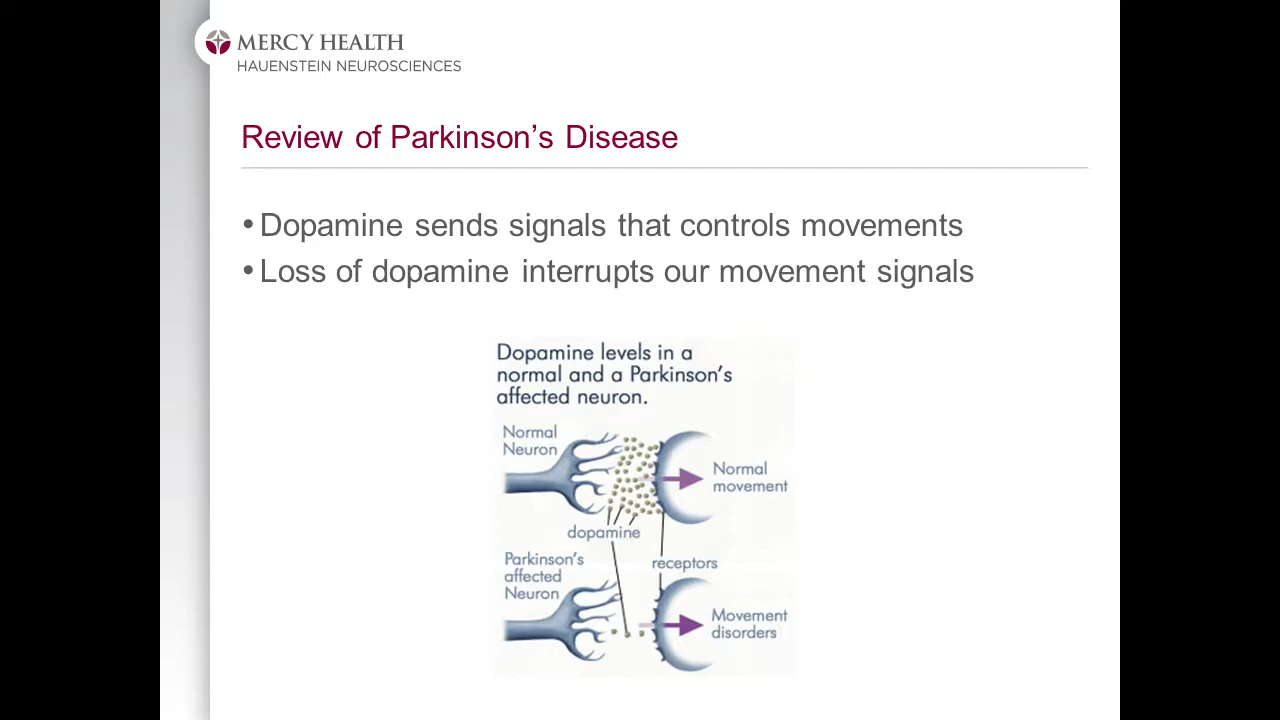 MERCY HEALTH
HAUENSTEIN NEUROSCIENCES
Review of Parkinson's Disease
• Dopamine sends signals that controls movements
• Loss of dopamine interrupts our movement signals
Dopamine levels in a
normal and a Parkinson's
affected neuron.
Normal
Neuron
Normal
movement
dopamine
receptors
Parkinson's
affected
Neuron
Movement
disorders